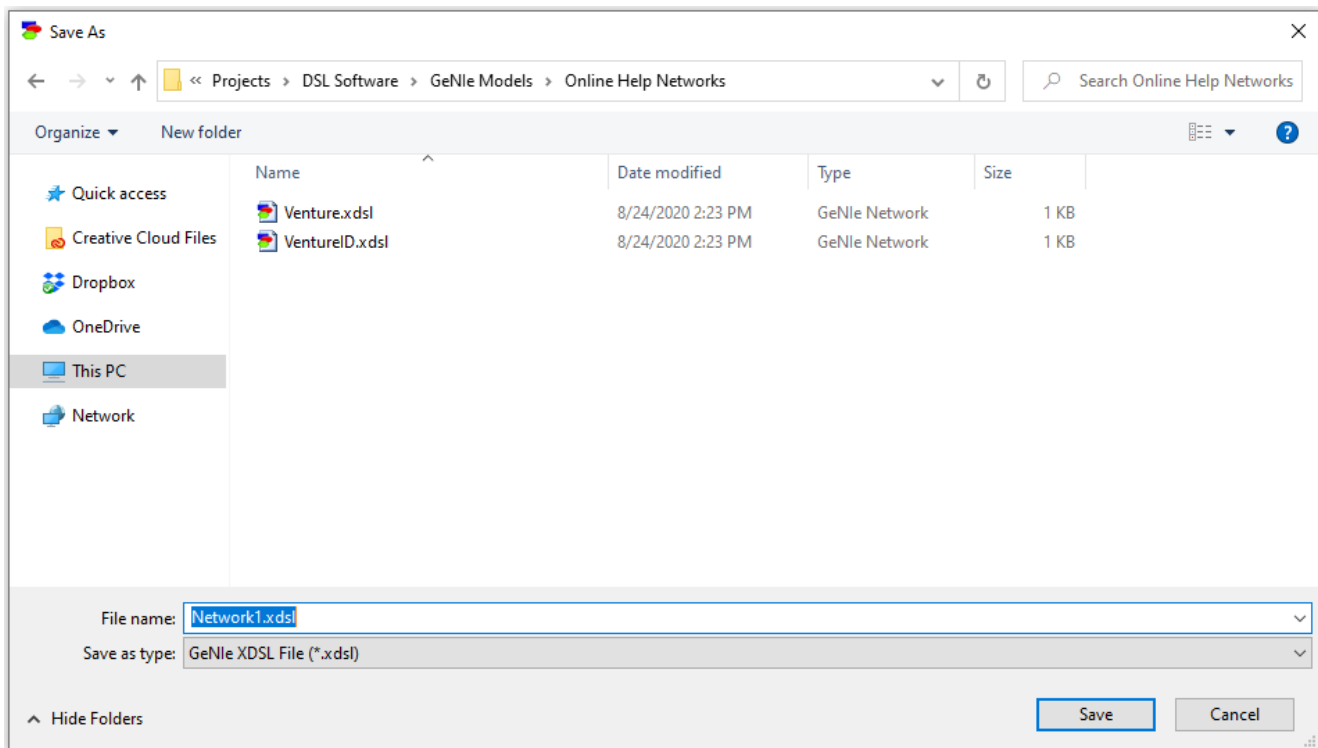 Save As
« Projects › DSL Software › GeNIe Models › Online Help Networks
Search Online Help Networks
Organize
New folder
Name
Date modified
Type
Size
Quick access
Creative Cloud Files
Dropbox
OneDrive
This PC
Network
Venture.xdsl
8/24/2020 2:23 PM
GeNIe Network
1 KB
VentureID.xdsl
8/24/2020 2:23 PM
GeNIe Network
1 KB
File name: Network1.xdsl
Save as type: GeNIe XDSL File (*.xdsl)
Hide Folders
Save
Cancel